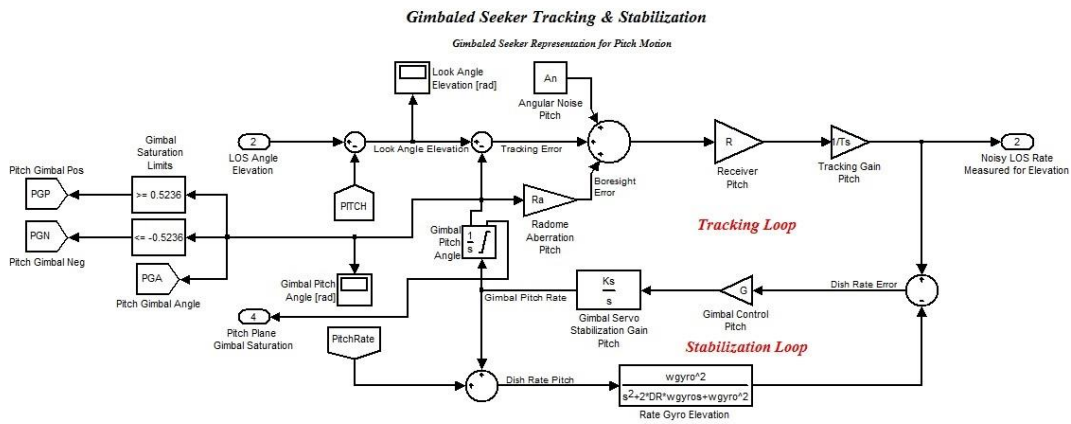 Gimbaled Seeker Tracking & Stabilization
Gimbaled Seeker Representation for Pitch Motion
Look Angle
Elevation [rad]
An
Angular Noise
Pitch
2
LOS Angle
Elevation
Look Angle Elevation
Tracking Error
PITCH
R
Receiver
Pitch
1/Ts
Tracking Gain
Pitch
2
Noisy LOS Rate
Measured for Elevation
Gimbal
Saturation
Limits
Pitch Gimbal Pos
PGP
>= 0.5236
PGN
<= -0.5236
Pitch Gimbal Neg
PGA
Pitch Gimbal Angle
Boresight
Error
Ra
Radome
Aberration
Pitch
Gimbal
Pitch
Angle
1
s
Tracking Loop
Gimbal Pitch
Angle [rad]
4
Pitch Plane
Gimbal Saturation
Gimbal Pitch Rate
Ks
s
Gimbal Servo
Stabilization Gain
Pitch
G
Gimbal Control
Pitch
Dish Rate Error
Stabilization Loop
PitchRate
Dish Rate Pitch
wgyro^2
s^2+2*DR*wgyros+wgyro^2
Rate Gyro Elevation